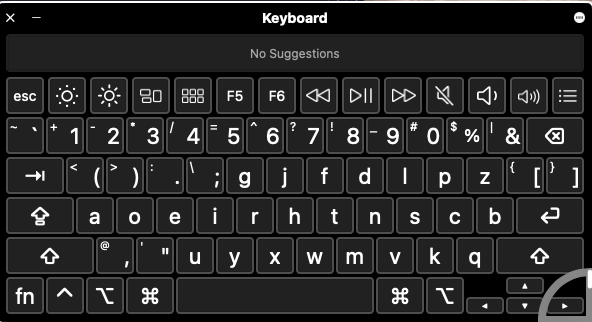 Keyboard
No Suggestions
esc F5 F6
~ ` + 1 - 2 * 3 / 4 = 5 ^ 6 ? 7 ! 8 _ 9 # 0 $ % | &
< ( > ) : . \ ; g j f d l p z { [ } ]
a o e i r h t n s c b
@ , ' " u y x w m v k q
fn ^ ⌥ ⌘ ⌘ ⌥